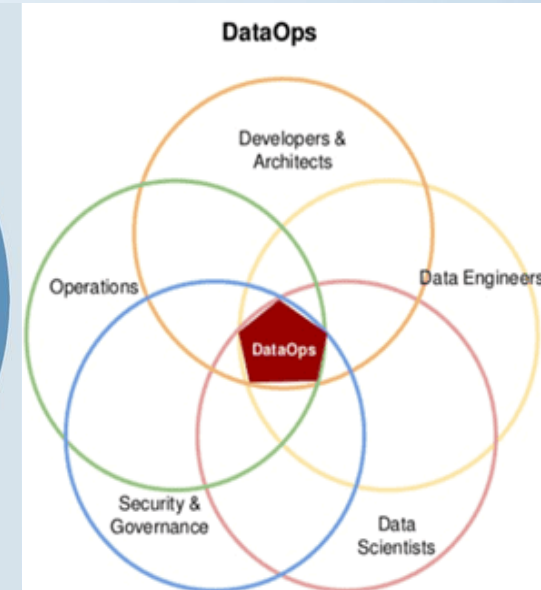 DataOps
Developers &
Architects
Operations
Data Engineers
DataOps
Security &
Governance
Data
Scientists